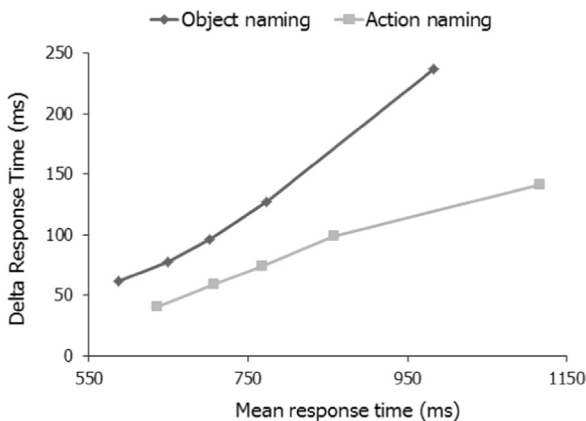 Object naming Action naming
Delta Response Time (ms)
250
200
150
100
50
0
550 750 950 1150
Mean response time (ms)